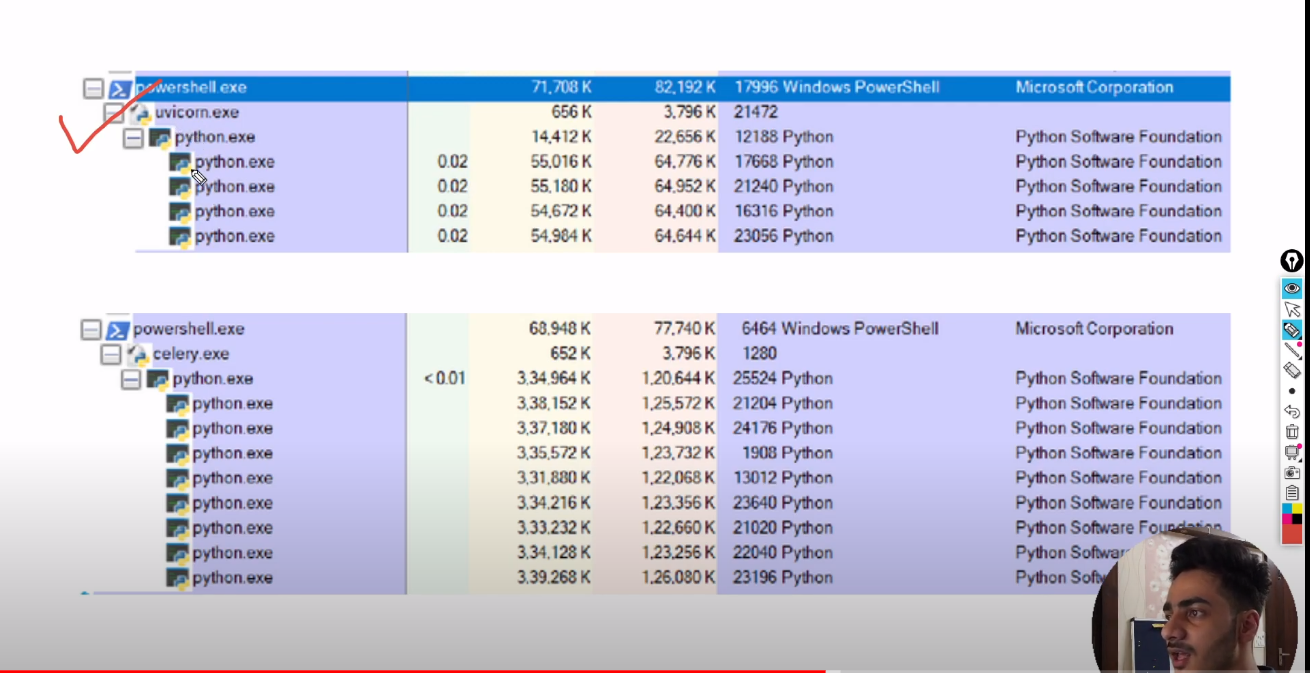 powershell.exe 71,708 K 82,192 K 17996 Windows PowerShell Microsoft Corporation
uvicorn.exe 656 K 3,796 K 21472
python.exe 14,412 K 22,656 K 12188 Python Python Software Foundation
python.exe 0.02 55,016 K 64,776 K 17668 Python Python Software Foundation
python.exe 0.02 55,180 K 64,952 K 21240 Python Python Software Foundation
python.exe 0.02 54,672 K 64,400 K 16316 Python Python Software Foundation
python.exe 0.02 54,984 K 64,644 K 23056 Python Python Software Foundation
powershell.exe 68,948 K 77,740 K 6464 Windows PowerShell Microsoft Corporation
celery.exe 652 K 3,796 K 1280
python.exe < 0.01 3,34,964 K 1,20,644 K 25524 Python Python Software Foundation
python.exe 3,38,152 K 1,25,572 K 21204 Python Python Software Foundation
python.exe 3,37,180 K 1,24,908 K 24176 Python Python Software Foundation
python.exe 3,35,572 K 1,23,732 K 1908 Python Python Software Foundation
python.exe 3,31,880 K 1,22,068 K 13012 Python Python Software Foundation
python.exe 3,34,216 K 1,23,356 K 23640 Python Python Software Foundation
python.exe 3,33,232 K 1,22,660 K 21020 Python Python Software Foundation
python.exe 3,34,128 K 1,23,256 K 22040 Python Python Softwar
python.exe 3,39,268 K 1,26,080 K 23196 Python Python Softw